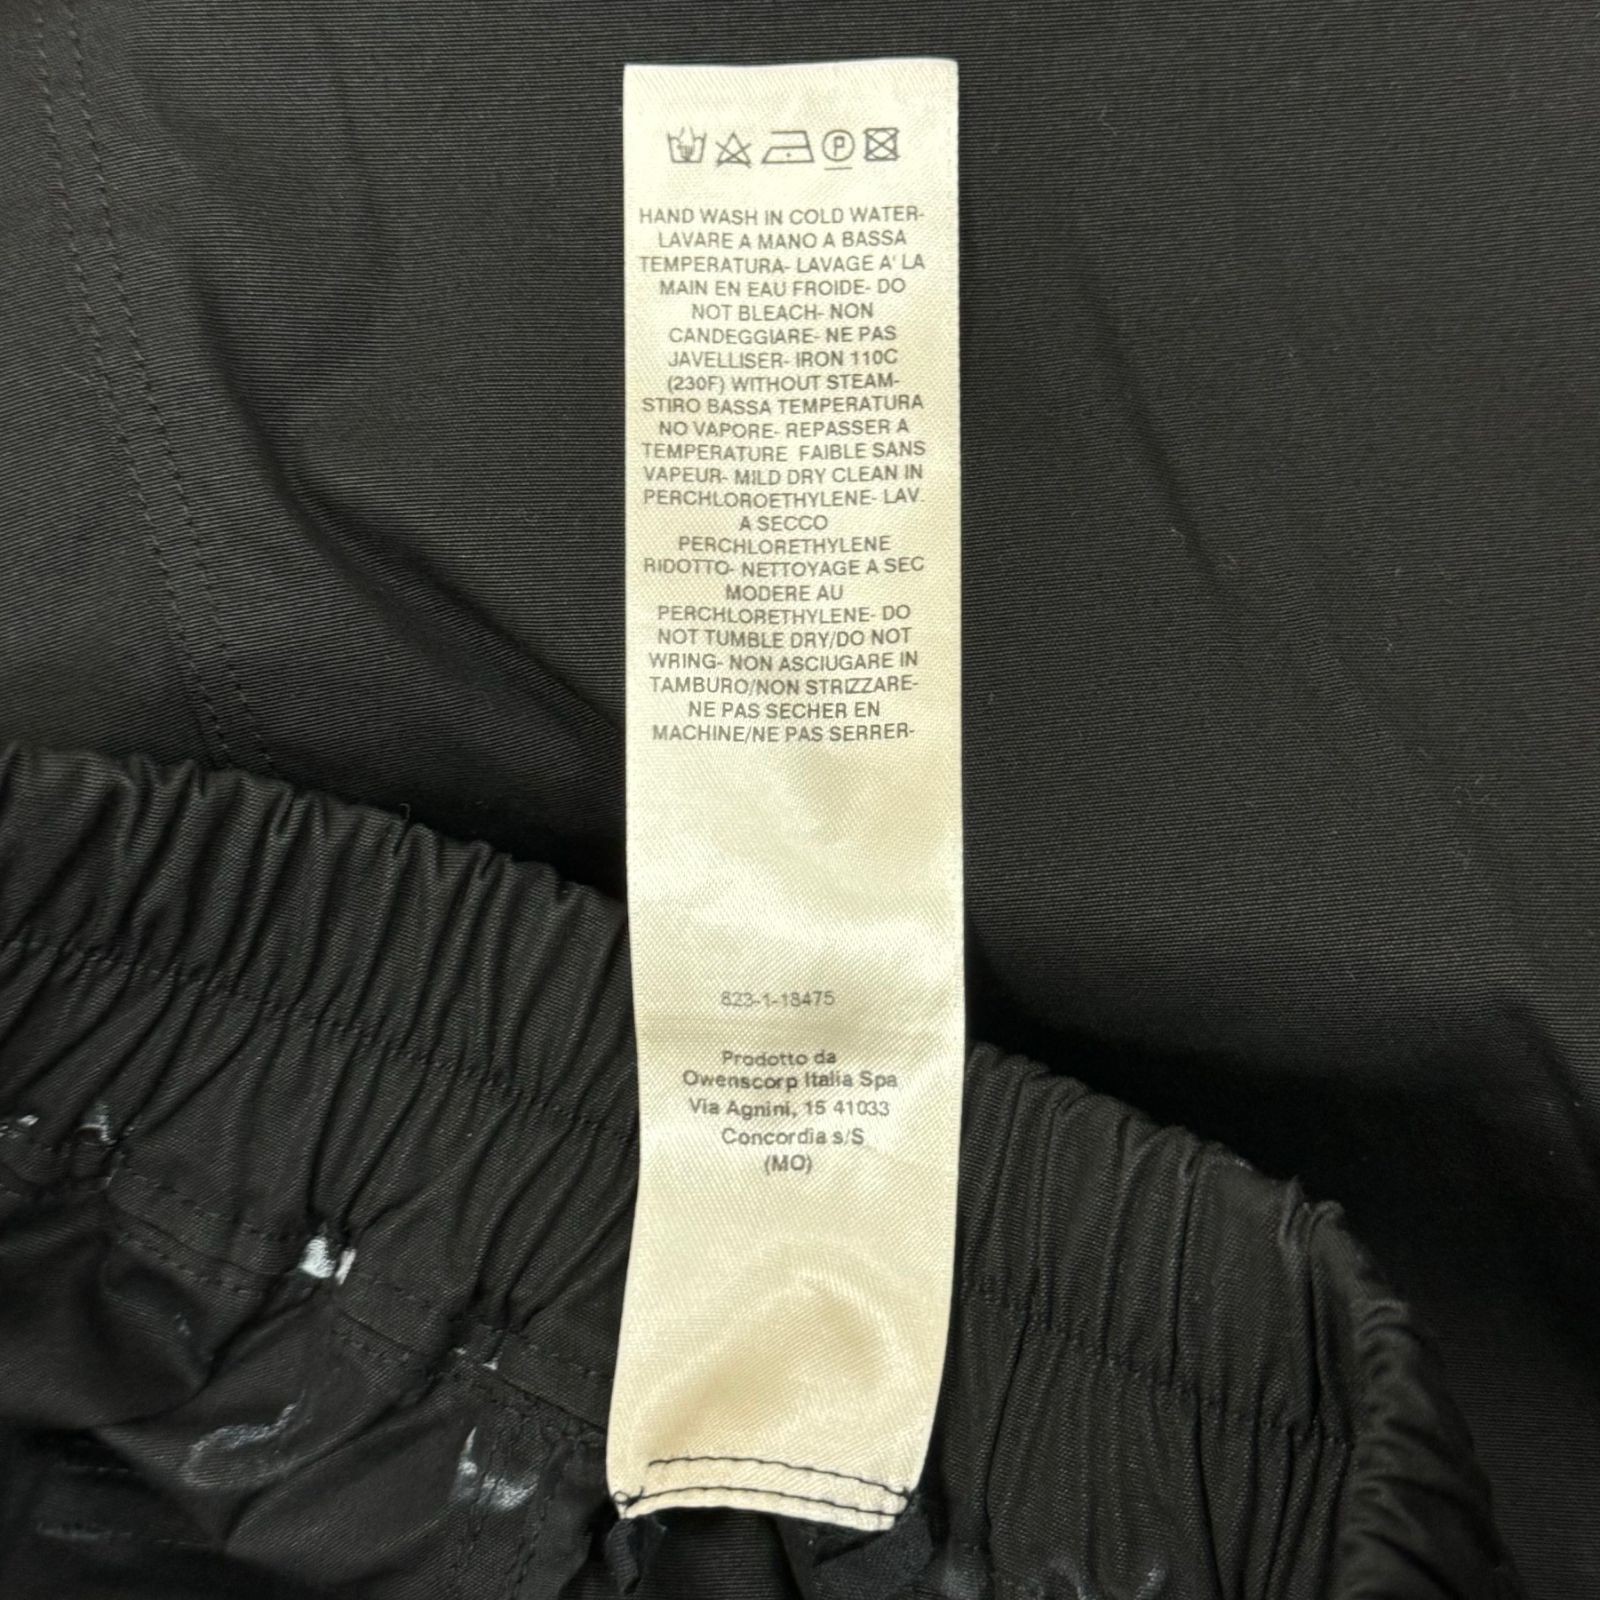 P
HAND WASH IN COLD WATER-
LAVARE A MANO A BASSA
TEMPERATURA- LAVAGE A' LA
MAIN EN EAU FROIDE- DO
NOT BLEACH- NON
CANDEGGIARE- NE PAS
JAVELLISER- IRON 110C
(230F) WITHOUT STEAM-
STIRO BASSA TEMPERATURA
NO VAPORE- REPASSER A
TEMPERATURE FAIBLE SANS
VAPEUR- MILD DRY CLEAN IN
PERCHLOROETHYLENE- LAV.
A SECCO
PERCHLORETHYLENE
RIDOTTO- NETTOYAGE A SEC
MODERE AU
PERCHLORETHYLENE- DO
NOT TUMBLE DRY/DO NOT
WRING- NON ASCIUGARE IN
TAMBURO/NON STRIZZARE-
NE PAS SECHER EN
MACHINE/NE PAS SERRER-
823-1-18475
Prodotto da
Owenscorp Italia Spa
Via Agnini, 15 41033
Concordia s/S
(MO)